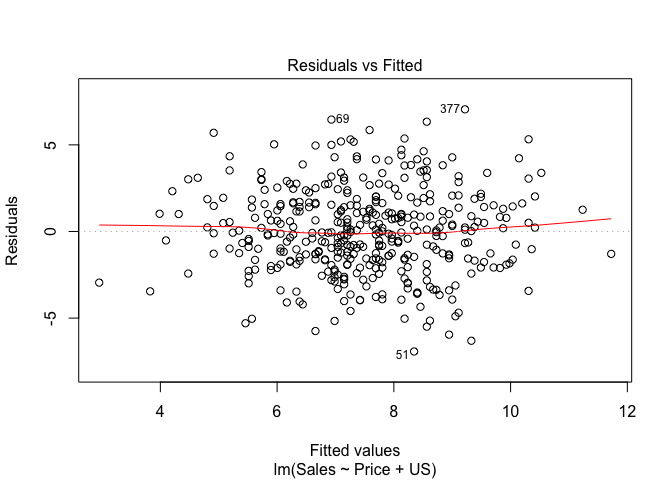 Residuals vs Fitted
377
69
51
5
0
-5
Residuals
4 6 8 10 12
Fitted values
lm(Sales ~ Price + US)